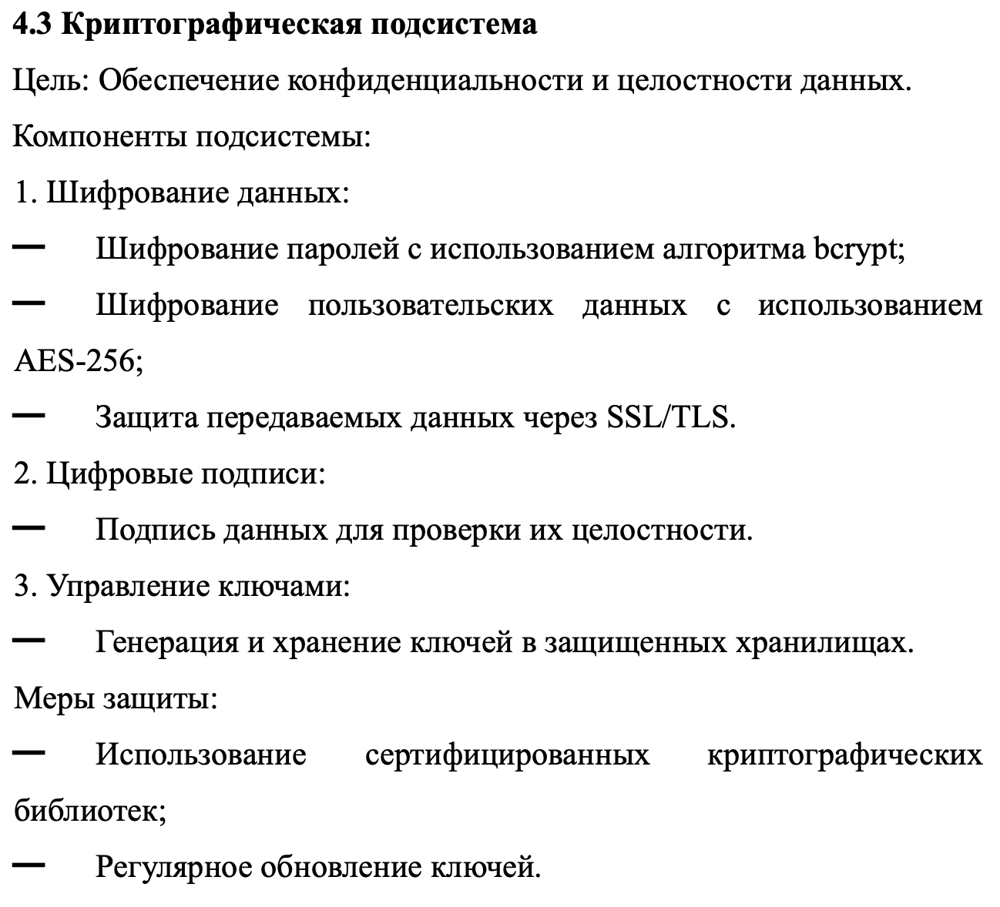 4.3 Криптографическая подсистема
Цель: Обеспечение конфиденциальности и целостности данных.
Компоненты подсистемы:
1. Шифрование данных:
— Шифрование паролей с использованием алгоритма bcrypt;
— Шифрование пользовательских данных с использованием
AES-256;
— Защита передаваемых данных через SSL/TLS.
2. Цифровые подписи:
— Подпись данных для проверки их целостности.
3. Управление ключами:
— Генерация и хранение ключей в защищенных хранилищах.
Меры защиты:
— Использование сертифицированных криптографических
библиотек;
— Регулярное обновление ключей.